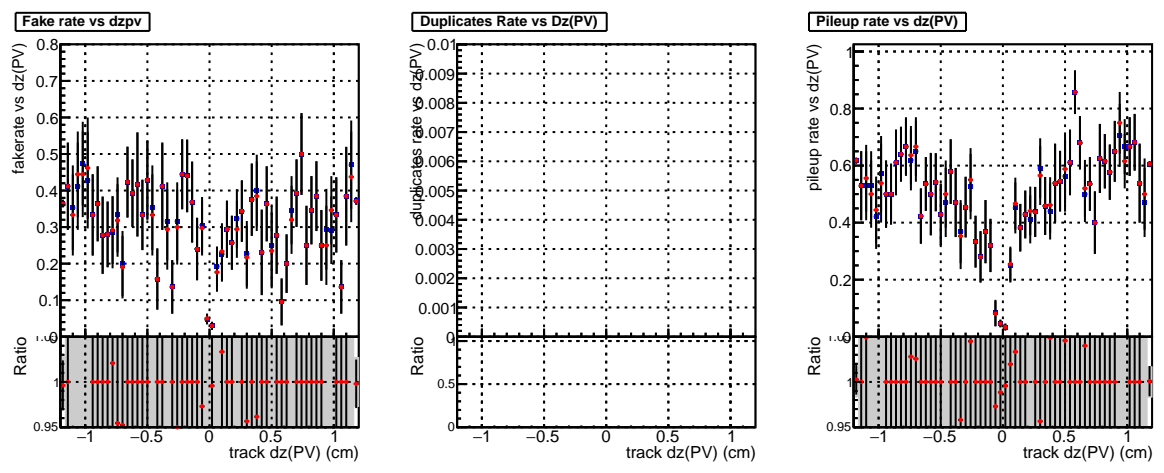 Fake rate vs dzpv
fakerate vs dz(PV)
0.8
0.7
0.6
0.5
0.4
0.3
0.2
0.1
0
Ratio
1
0.95
−1 −0.5 0 0.5 1
track dz(PV) (cm)
Duplicates Rate vs Dz(PV)
duplicates rate vs dz(PV)
0.01
0.009
0.008
0.007
0.006
0.005
0.004
0.003
0.002
0.001
0
Ratio
1
0.5
0
−1 −0.5 0 0.5 1
track dz(PV) (cm)
Pileup rate vs dz(PV)
pileup rate vs dz(PV)
1
0.8
0.6
0.4
0.2
0
Ratio
1
0.95
−1 −0.5 0 0.5 1
track dz(PV) (cm)